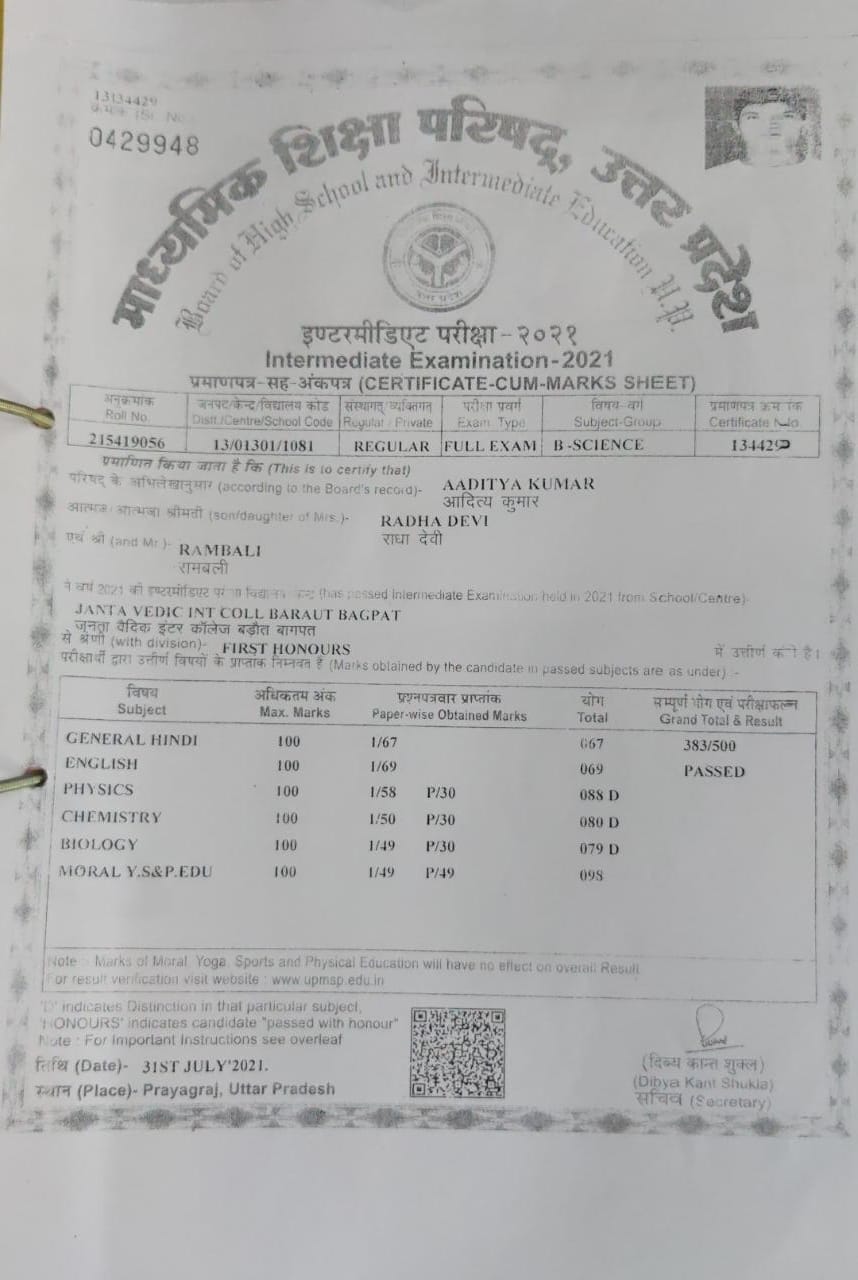 13134429
0429948
माध्यमिक शिक्षा परिषद्, उत्तर प्रदेश
Board of High School and Intermediate Education U.P.
उत्तर प्रदेश
इण्टरमीडिएट परीक्षा-२०२१
Intermediate Examination-2021
प्रमाणपत्र-सह-अंकपत्र (CERTIFICATE-CUM-MARKS SHEET)
अनुक्रमांक जनपद/केन्द्र/विद्यालय कोड संस्थागत/व्यक्तिगत परीक्षा प्रवर्ग विषय-वर्ग प्रमाणपत्र क्रमांक
Roll No. Distt./Centre/School Code Regular / Private Exam. Type Subject-Group Certificate No.
215419056 13/01301/1081 REGULAR FULL EXAM B -SCIENCE
प्रमाणित किया जाता है कि (This is to certify that)
परिषद् के अभिलेखानुसार (according to the Board's record)- AADITYA KUMAR
आदित्य कुमार
आत्मज/आत्मजा श्रीमती (son/daughter of Mrs.)- RADHA DEVI
राधा देवी
एवं श्री (and Mr.)- RAMBALI
रामबली
ने वर्ष 2021 की इण्टरमीडिएट (has passed Intermediate Examination held in 2021 from School/Centre)-
JANTA VEDIC INT COLL BARAUT BAGPAT
जनता वैदिक इंटर कॉलेज बड़ौत बागपत
से श्रेणी (with division)- FIRST HONOURS में उत्तीर्ण की है।
परीक्षार्थी द्वारा उत्तीर्ण विषयों के प्राप्तांक निम्नवत हैं (Marks obtained by the candidate in passed subjects are as under) :-
विषय अधिकतम अंक प्रश्नपत्रवार प्राप्तांक योग सम्पूर्ण योग एवं परीक्षाफल
Subject Max. Marks Paper-wise Obtained Marks Total Grand Total & Result
GENERAL HINDI 100 1/67 067 383/500
ENGLISH 100 1/69 069 PASSED
PHYSICS 100 1/58 P/30 088 D
CHEMISTRY 100 1/50 P/30 080 D
BIOLOGY 100 1/49 P/30 079 D
MORAL Y.S&P.EDU 100 1/49 P/49 098
Note :- Marks of Moral, Yoga, Sports and Physical Education will have no effect on overall Result
For result verification visit website : www.upmsp.edu.in
'D' indicates Distinction in that particular subject,
'HONOURS' indicates candidate "passed with honour"
Note : For Important Instructions see overleaf
तिथि (Date)- 31ST JULY'2021.
स्थान (Place)- Prayagraj, Uttar Pradesh
(दिब्य कान्त शुक्ल)
(Dibya Kant Shukla)
सचिव (Secretary)